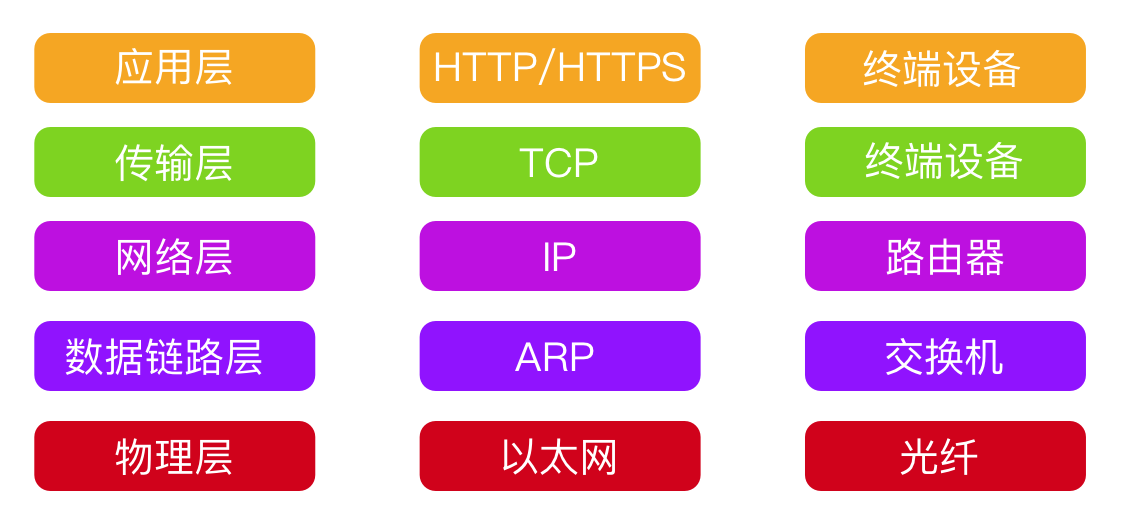 应用层 HTTP/HTTPS 终端设备
传输层 TCP 终端设备
网络层 IP 路由器
数据链路层 ARP 交换机
物理层 以太网 光纤